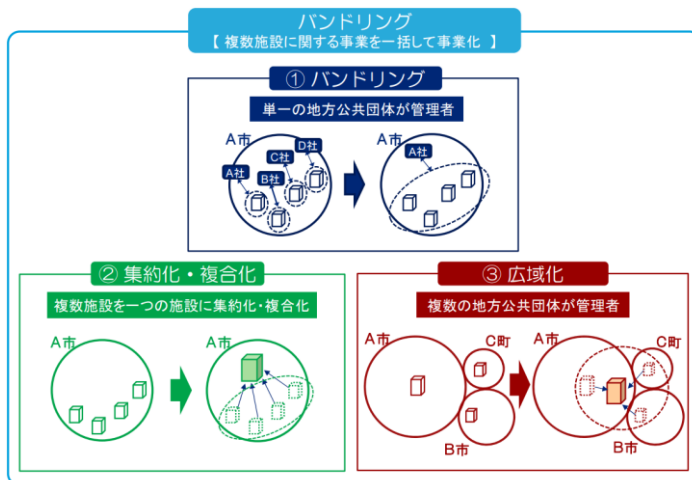 バンドリング
【 複数施設に関する事業を一括して事業化 】
① バンドリング
単一の地方公共団体が管理者
A市
A社
B社
C社
D社
A市
A社
② 集約化・複合化
複数施設を一つの施設に集約化・複合化
A市
A市
③ 広域化
複数の地方公共団体が管理者
A市
C町
B市
A市
C町
B市